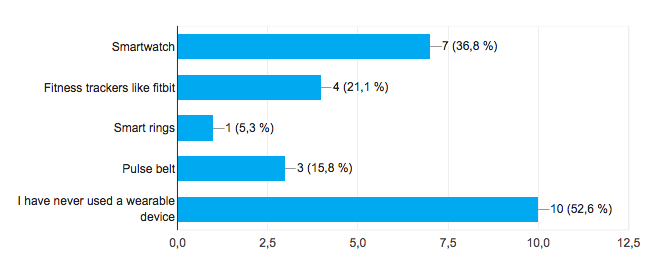 Smartwatch
7 (36,8 %)
Fitness trackers like fitbit
4 (21,1 %)
Smart rings
1 (5,3 %)
Pulse belt
3 (15,8 %)
I have never used a wearable
device
10 (52,6 %)
0,0 2,5 5,0 7,5 10,0 12,5